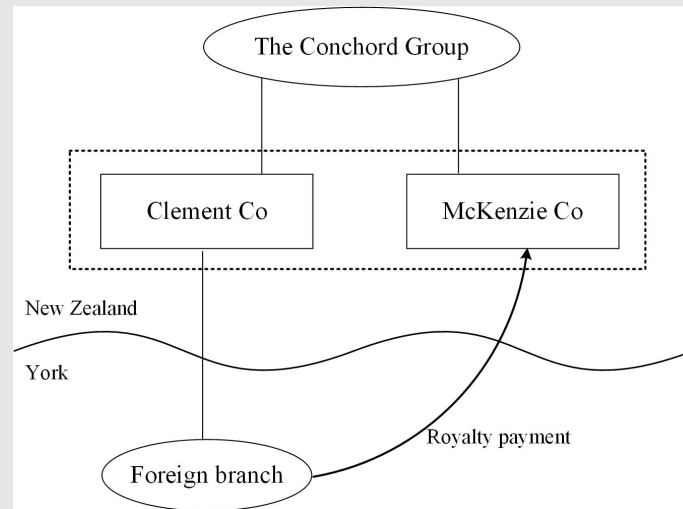 The Conchord Group
Clement Co
McKenzie Co
New Zealand
York
Royalty payment
Foreign branch